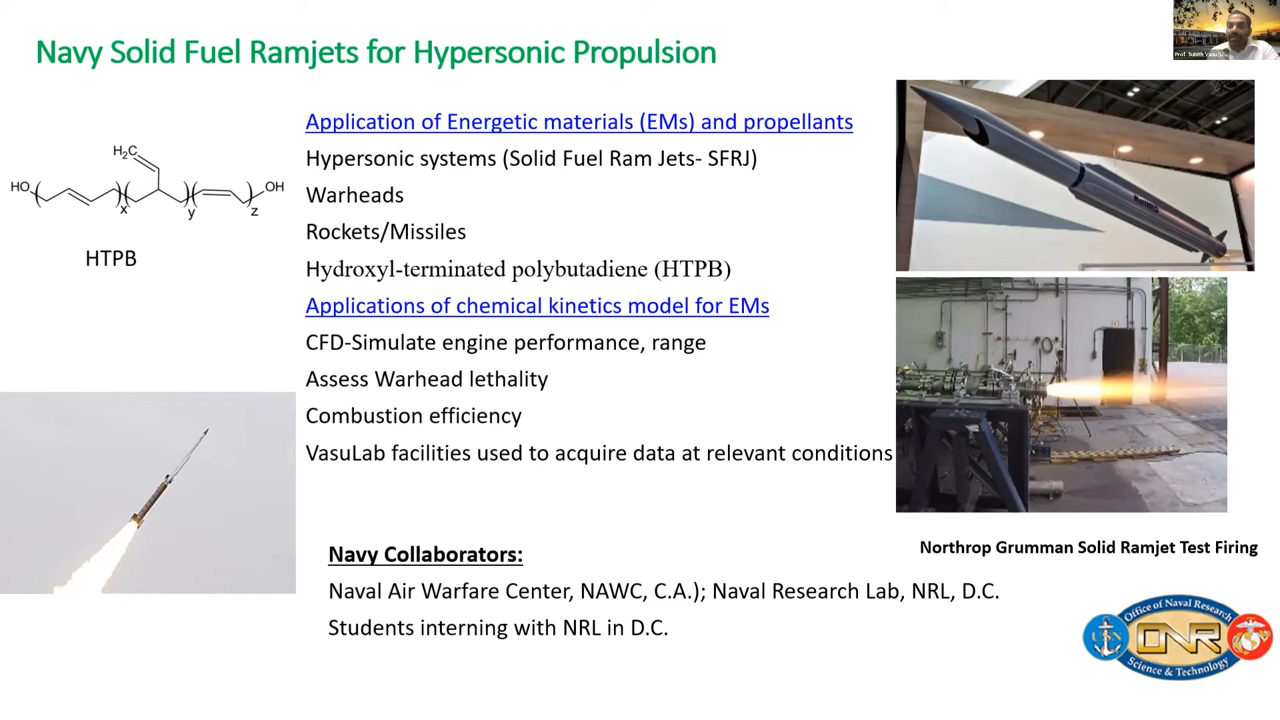 Navy Solid Fuel Ramjets for Hypersonic Propulsion
Prof. Subith Vasu
Application of Energetic materials (EMs) and propellants
Hypersonic systems (Solid Fuel Ram Jets- SFRJ)
Warheads
Rockets/Missiles
Hydroxyl-terminated polybutadiene (HTPB)
Applications of chemical kinetics model for EMs
CFD-Simulate engine performance, range
Assess Warhead lethality
Combustion efficiency
VasuLab facilities used to acquire data at relevant conditions
H₂C
HO
OH
x
y
z
HTPB
Northrop Grumman Solid Ramjet Test Firing
Navy Collaborators:
Naval Air Warfare Center, NAWC, C.A.); Naval Research Lab, NRL, D.C.
Students interning with NRL in D.C.
Office of Naval Research
USN
ONR
Science & Technology